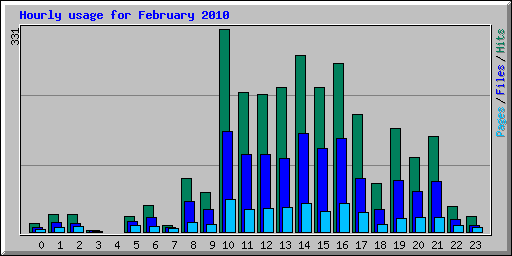 Hourly usage for February 2010
331
Pages/Files/Hits
0 1 2 3 4 5 6 7 8 9 10 11 12 13 14 15 16 17 18 19 20 21 22 23